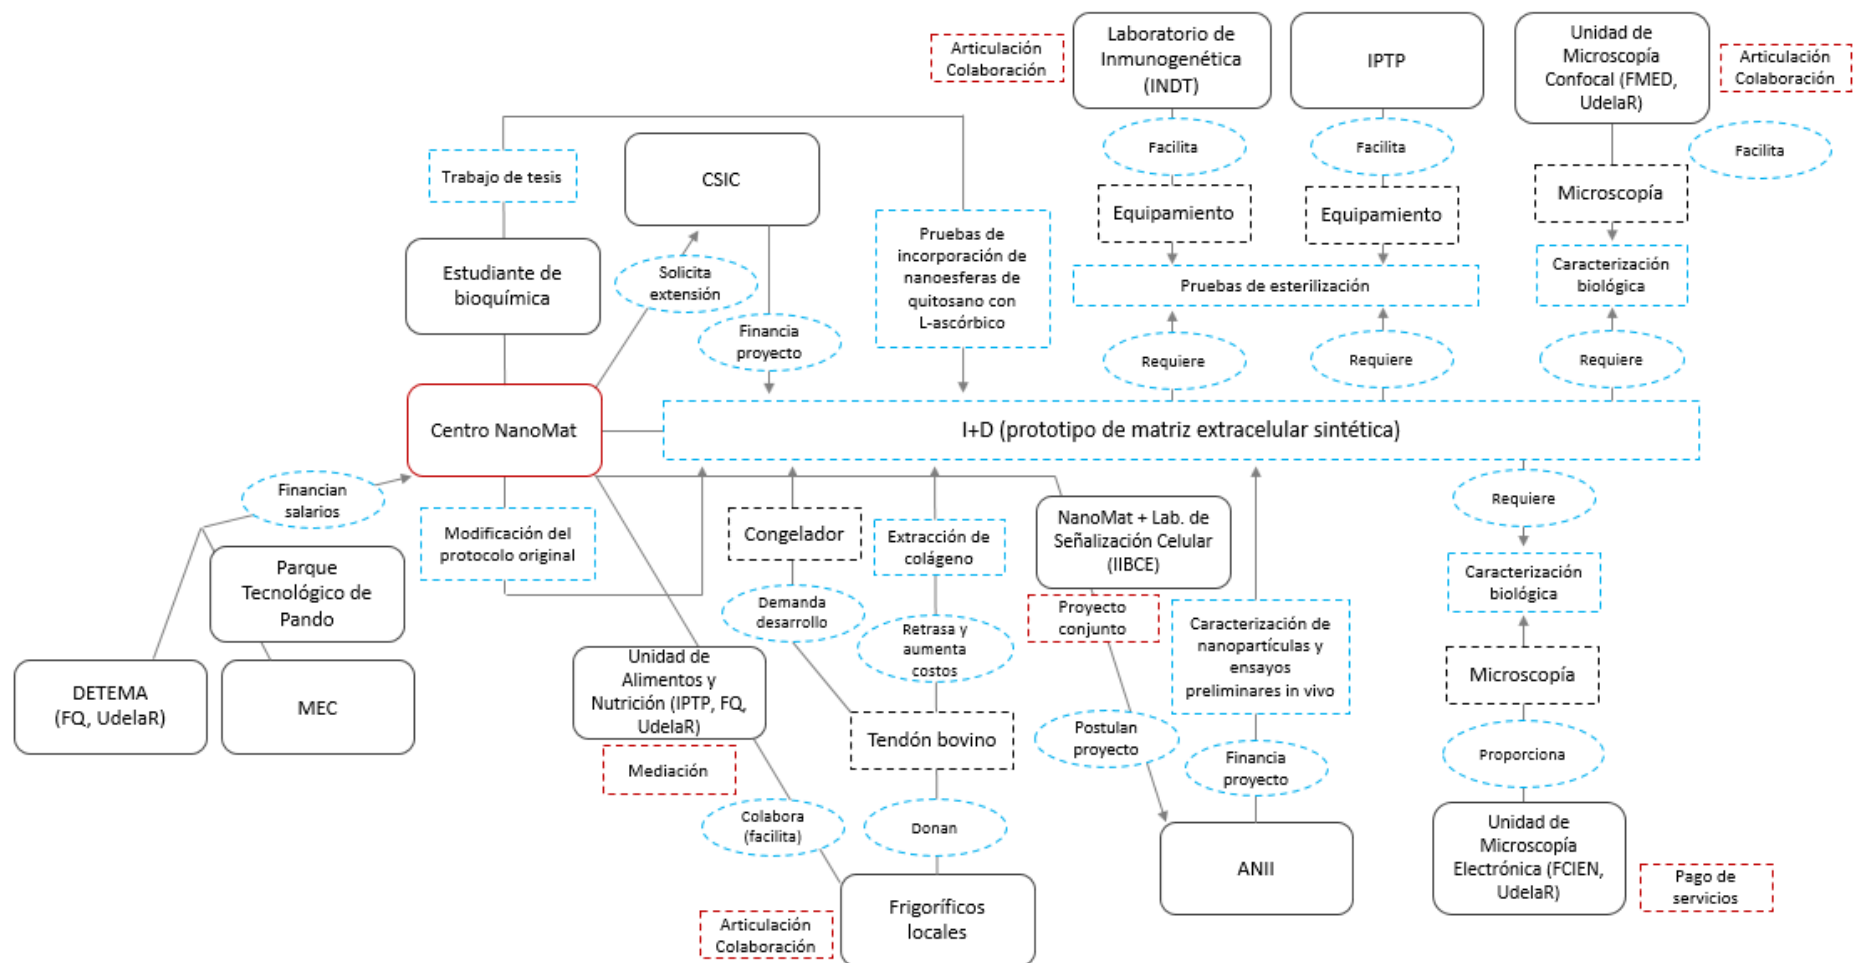 Articulación
Colaboración
Laboratorio de
Inmunogenética
(INDT)
IPTP
Unidad de
Microscopía
Confocal (FMED,
UdelaR)
Articulación
Colaboración
Facilita
Facilita
Facilita
Trabajo de tesis
CSIC
Equipamiento
Equipamiento
Microscopía
Pruebas de
incorporación de
nanoesferas de
quitosano con
L-ascórbico
Estudiante de
bioquímica
Solicita
extensión
Pruebas de esterilización
Caracterización
biológica
Financia
proyecto
Requiere
Requiere
Requiere
Centro NanoMat
I+D (prototipo de matriz extracelular sintética)
Financian
salarios
Requiere
Modificación del
protocolo original
Congelador
Extracción de
colágeno
NanoMat + Lab. de
Señalización Celular
(IIBCE)
Parque
Tecnológico de
Pando
Caracterización
biológica
Demanda
desarrollo
Retrasa y
aumenta
costos
Proyecto
conjunto
Caracterización de
nanopartículas y
ensayos
preliminares in vivo
DETEMA
(FQ, UdelaR)
MEC
Unidad de
Alimentos y
Nutrición (IPTP, FQ,
UdelaR)
Microscopía
Tendón bovino
Postulan
proyecto
Financia
proyecto
Proporciona
Mediación
Colabora
(facilita)
Donan
ANII
Unidad de
Microscopía
Electrónica (FCIEN,
UdelaR)
Pago de
servicios
Articulación
Colaboración
Frigoríficos
locales